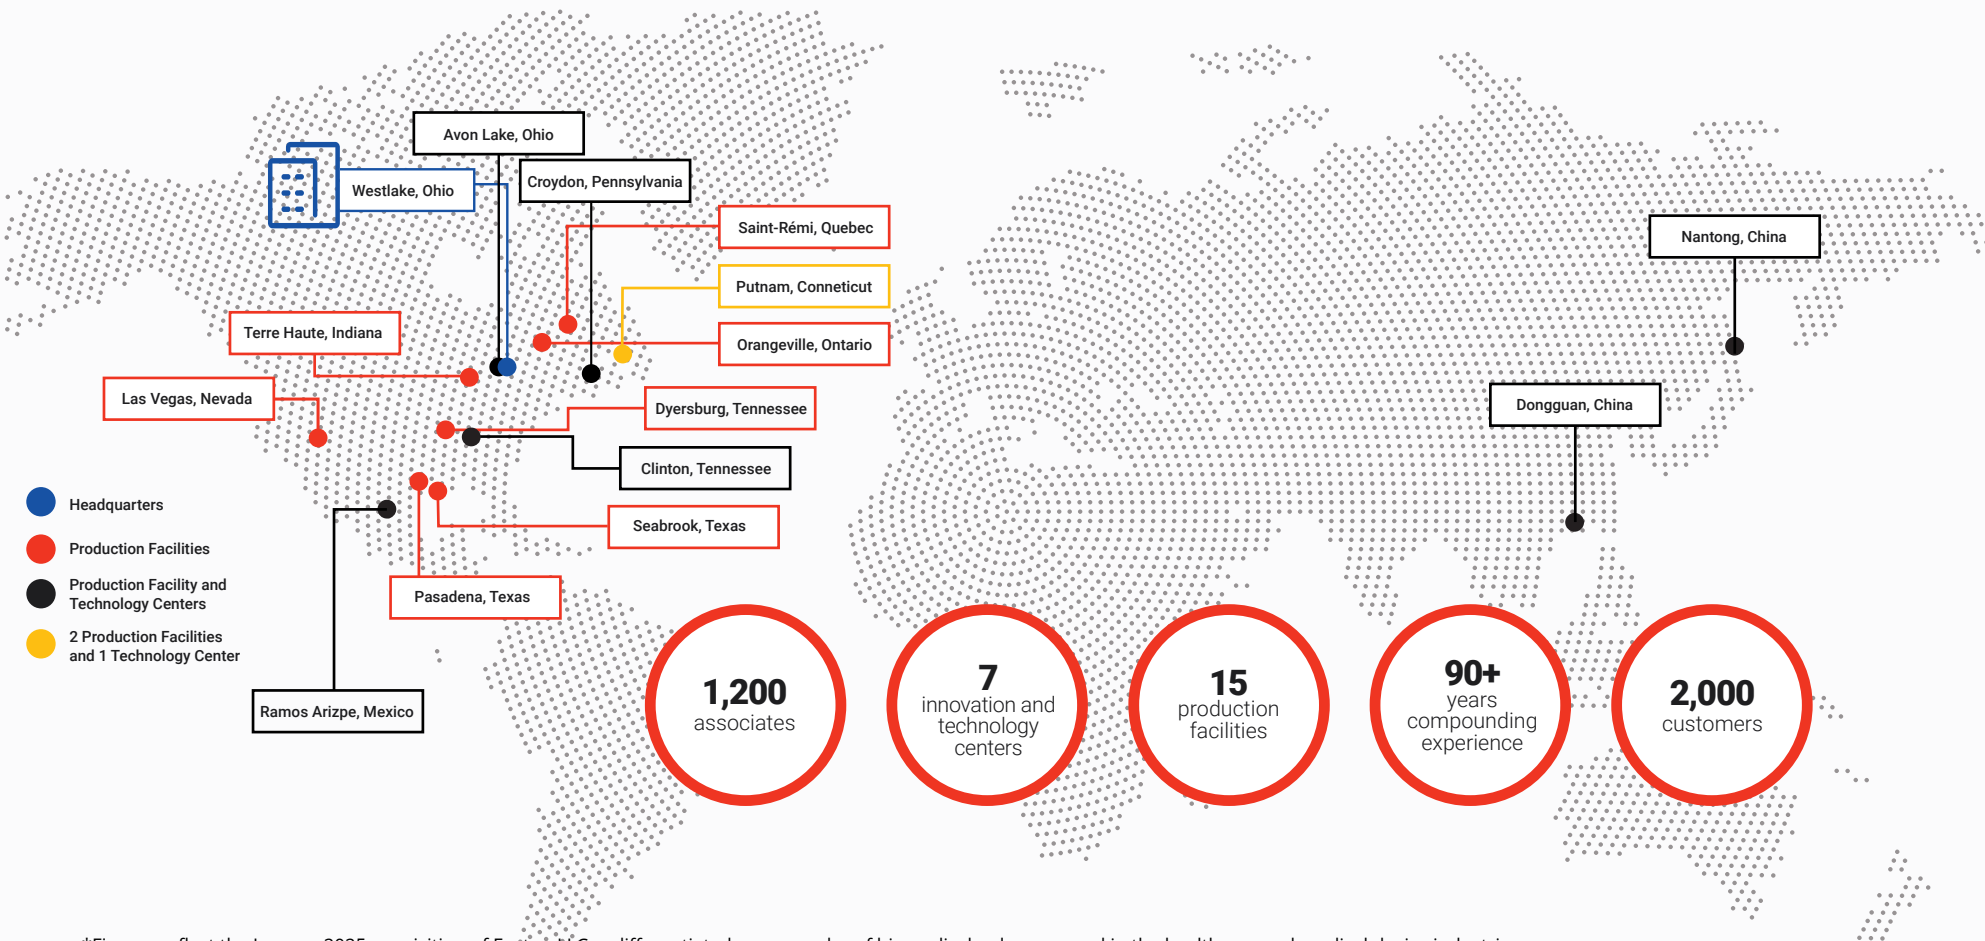 Avon Lake, Ohio
Westlake, Ohio
Croydon, Pennsylvania
Saint-Rémi, Quebec
Nantong, China
Putnam, Conneticut
Terre Haute, Indiana
Orangeville, Ontario
Las Vegas, Nevada
Dyersburg, Tennessee
Dongguan, China
Clinton, Tennessee
Seabrook, Texas
Pasadena, Texas
Ramos Arizpe, Mexico
Headquarters
Production Facilities
Production Facility and
Technology Centers
2 Production Facilities
and 1 Technology Center
1,200
associates
7
innovation and
technology
centers
15
production
facilities
90+
years
compounding
experience
2,000
customers